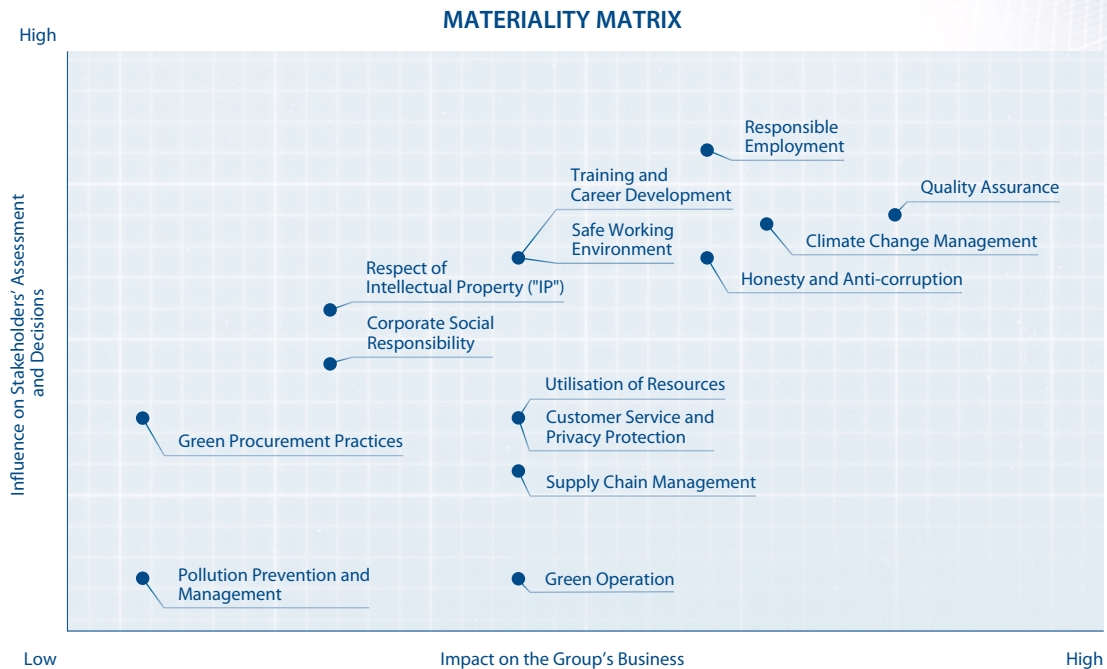 MATERIALITY MATRIX
High
Responsible
Employment
Training and
Career Development
Quality Assurance
Safe Working
Environment
Climate Change Management
Respect of
Intellectual Property ("IP")
Honesty and Anti-corruption
Corporate Social
Responsibility
Influence on Stakeholders' Assessment
and Decisions
Utilisation of Resources
Customer Service and
Privacy Protection
Green Procurement Practices
Supply Chain Management
Pollution Prevention and
Management
Green Operation
Low
Impact on the Group's Business
High